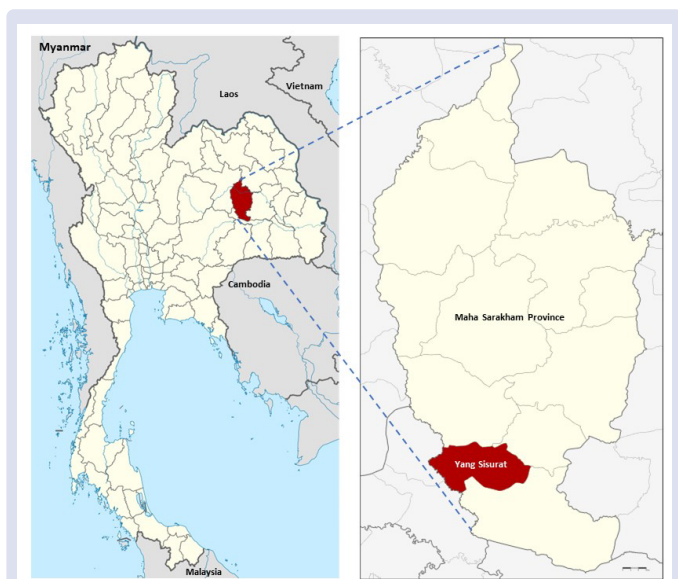 Myanmar
Vietnam
Laos
Cambodia
Malaysia
Maha Sarakham Province
Yang Sisurat